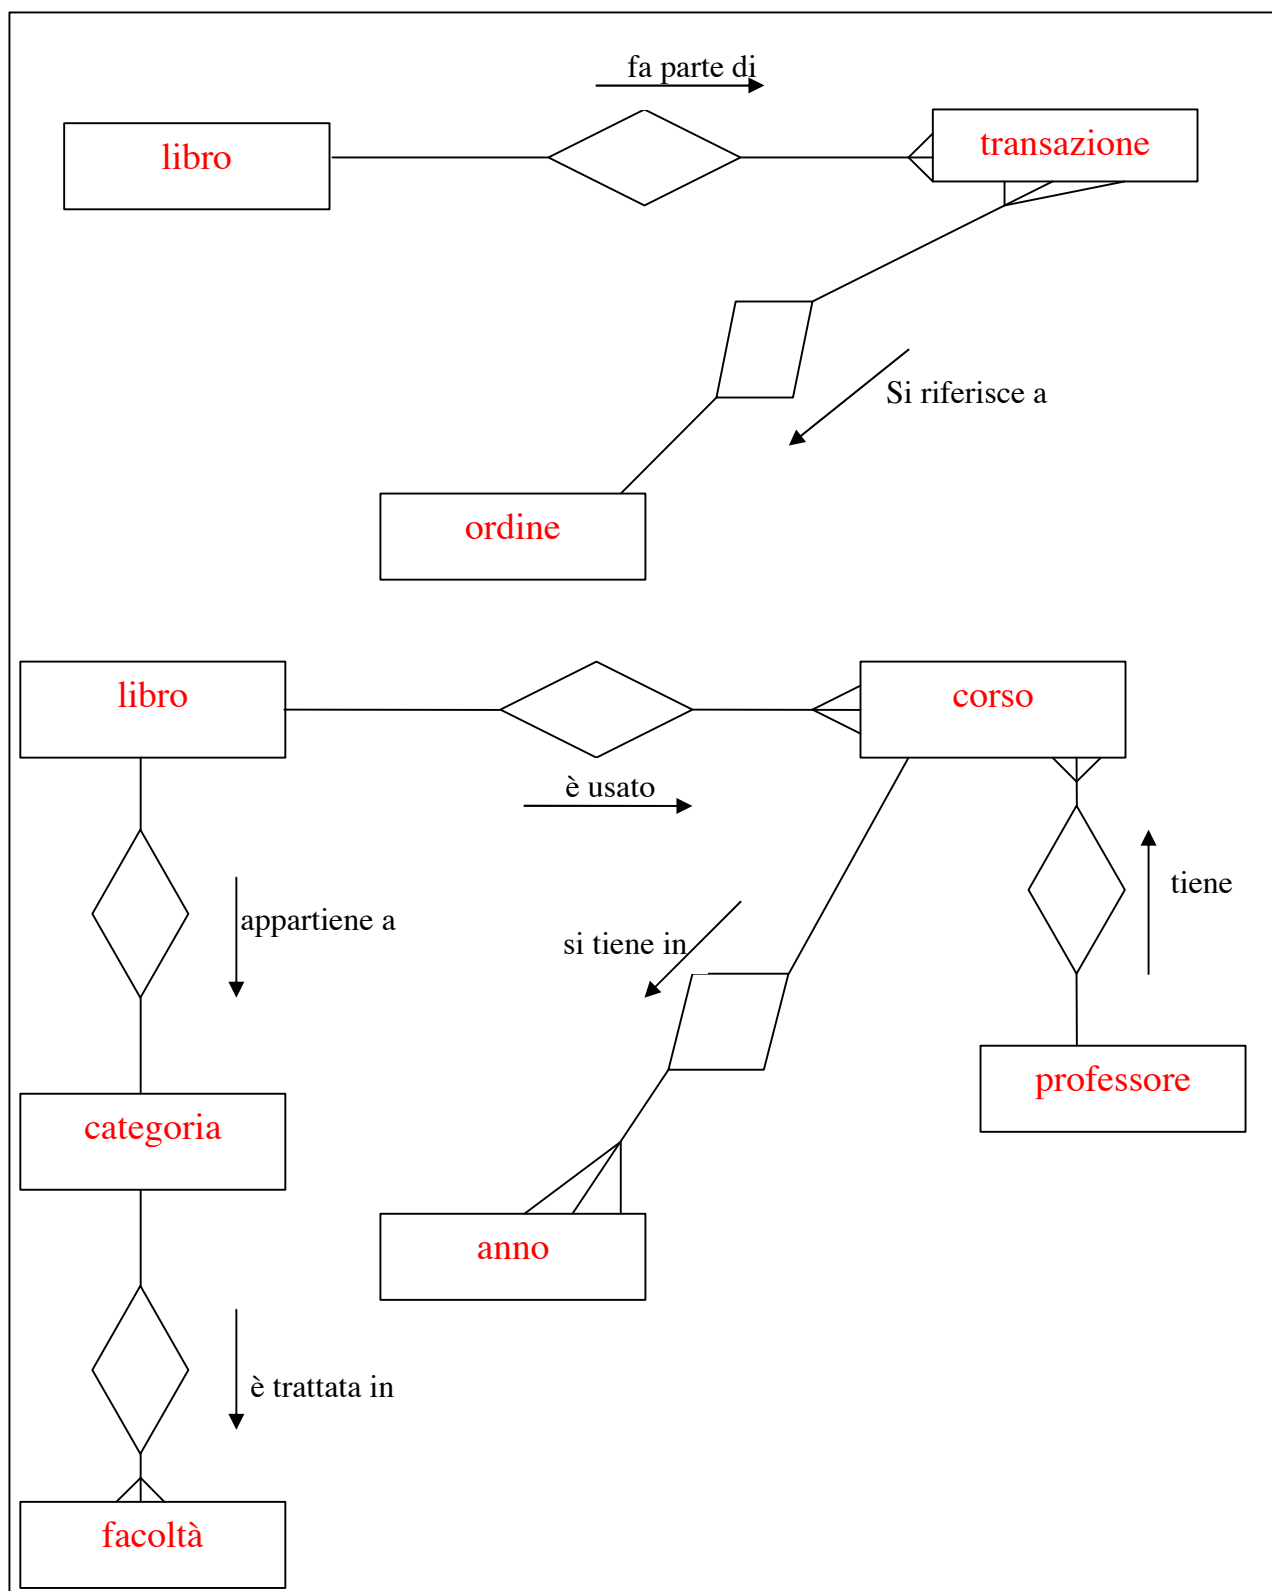 fa parte di
libro
transazione
Si riferisce a
ordine
libro
corso
è usato
tiene
appartiene a
si tiene in
professore
categoria
anno
è trattata in
facoltà